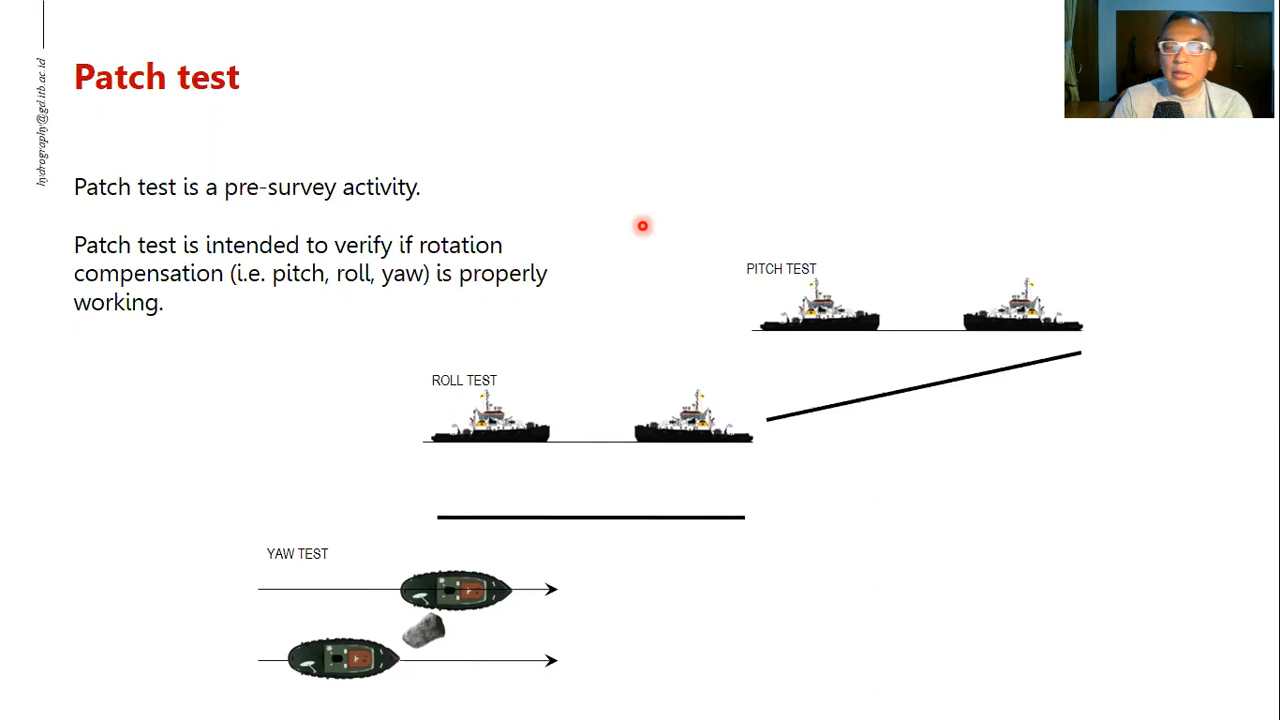 hydrography@gd.itb.ac.id
Patch test
Patch test is a pre-survey activity.
Patch test is intended to verify if rotation
compensation (i.e. pitch, roll, yaw) is properly
working.
PITCH TEST
ROLL TEST
YAW TEST